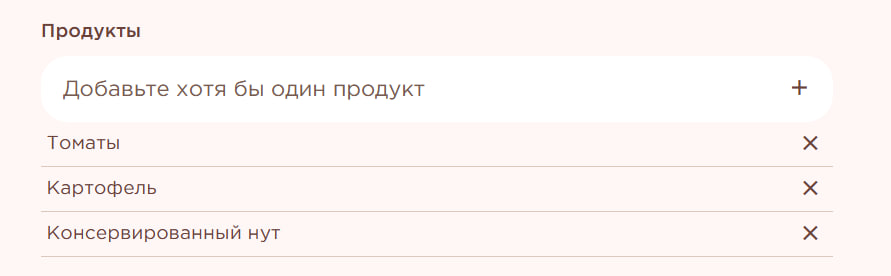 Продукты
Добавьте хотя бы один продукт +
Томаты ×
Картофель ×
Консервированный нут ×